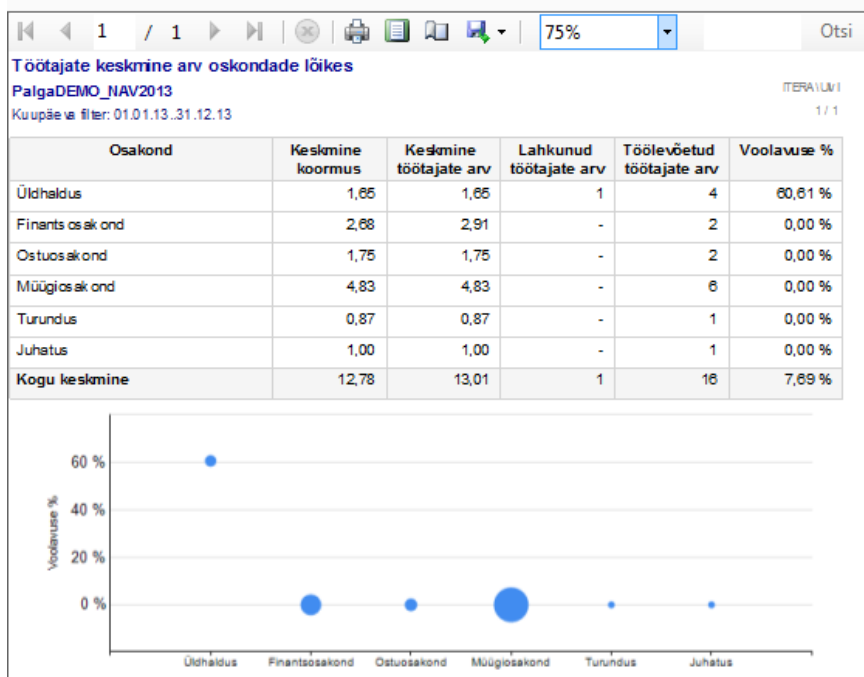 1 / 1 75% Otsi
Töötajate keskmine arv oskondade lõikes
PalgaDEMO_NAV2013
Kuupäeva filter: 01.01.13..31.12.13
1 / 1
Osakond Keskmine koormus Keskmine töötajate arv Lahkunud töötajate arv Töölevõetud töötajate arv Voolavuse %
Üldhaldus 1,65 1,65 1 4 60,61 %
Finantsosakond 2,68 2,91 - 2 0,00 %
Ostuosakond 1,75 1,75 - 2 0,00 %
Müügiosakond 4,83 4,83 - 6 0,00 %
Turundus 0,87 0,87 - 1 0,00 %
Juhatus 1,00 1,00 - 1 0,00 %
Kogu keskmine 12,78 13,01 1 16 7,69 %
60 %
40 %
20 %
0 %
Voolavuse %
Üldhaldus Finantsosakond Ostuosakond Müügiosakond Turundus Juhatus